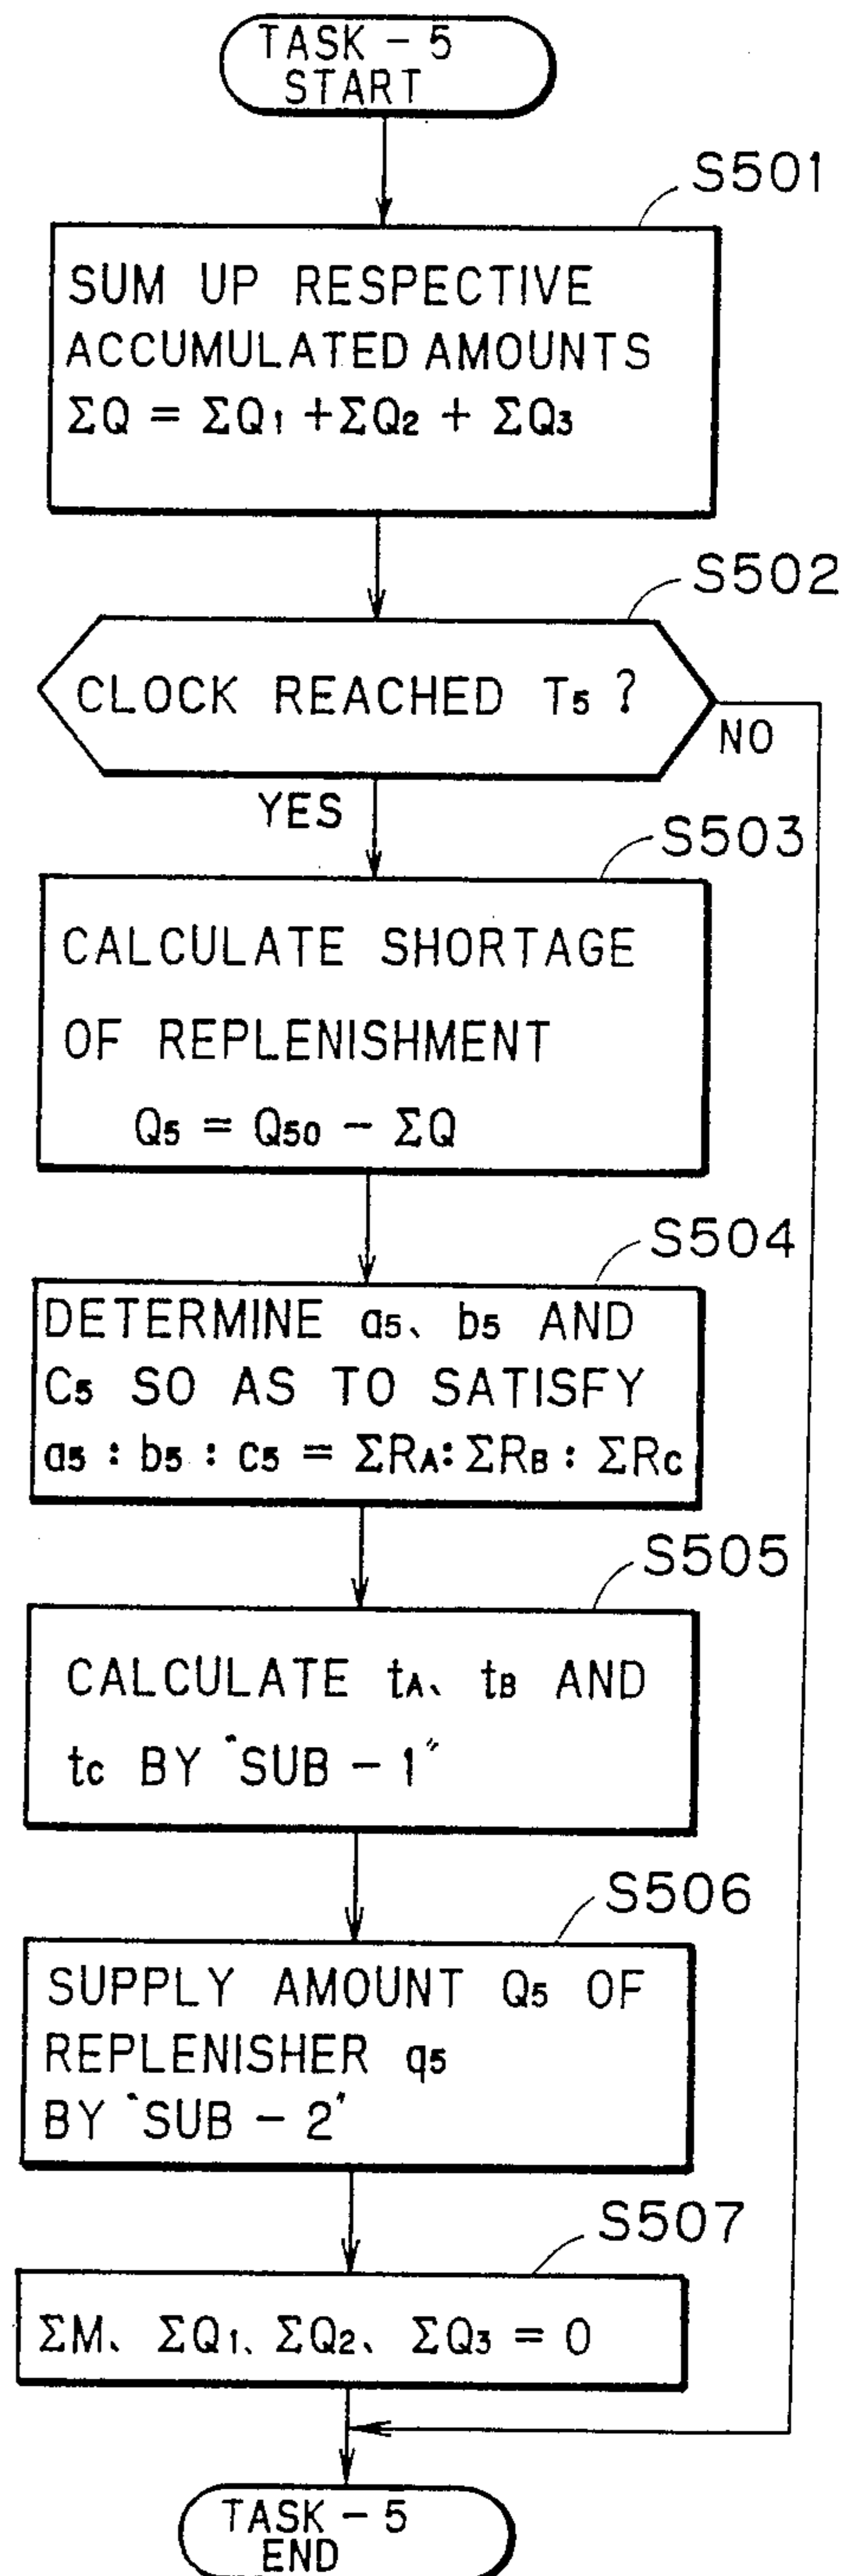 TASK - 5
START
S501
SUM UP RESPECTIVE
ACCUMULATED AMOUNTS
ΣQ = ΣQ₁ + ΣQ₂ + ΣQ₃
S502
CLOCK REACHED T₅ ?
NO
YES
S503
CALCULATE SHORTAGE
OF REPLENISHMENT
Q₅ = Q₅₀ - ΣQ
S504
DETERMINE a₅、 b₅ AND
C₅ SO AS TO SATISFY
a₅ : b₅ : c₅ = ΣRA : ΣRB : ΣRC
S505
CALCULATE tA、 tB AND
tC BY "SUB - 1"
S506
SUPPLY AMOUNT Q₅ OF
REPLENISHER q₅
BY "SUB - 2"
S507
ΣM、 ΣQ₁、 ΣQ₂、 ΣQ₃ = 0
TASK - 5
END